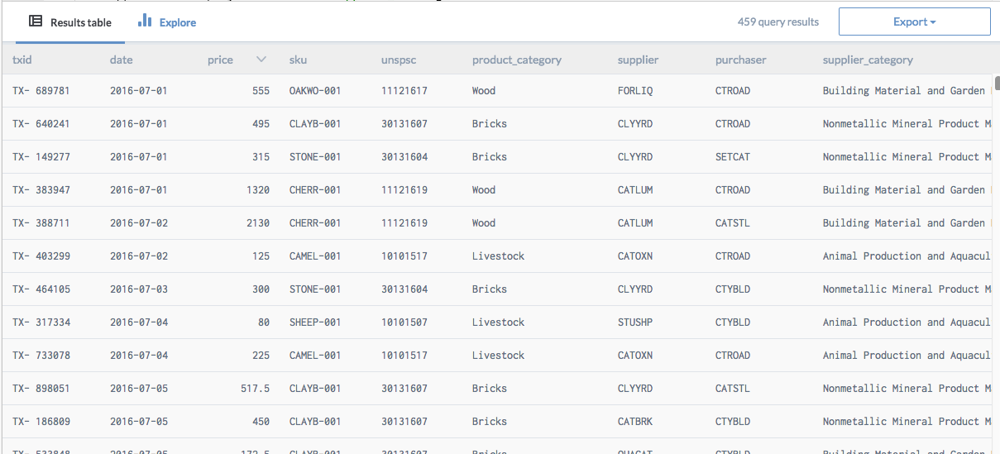 Results table Explore 459 query results Export
txid date price sku unspsc product_category supplier purchaser supplier_category
TX- 689781 2016-07-01 555 OAKWO-001 11121617 Wood FORLIQ CTROAD Building Material and Garden
TX- 640241 2016-07-01 495 CLAYB-001 30131607 Bricks CLYYRD CTROAD Nonmetallic Mineral Product M
TX- 149277 2016-07-01 315 STONE-001 30131604 Bricks CLYYRD SETCAT Nonmetallic Mineral Product M
TX- 383947 2016-07-01 1320 CHERR-001 11121619 Wood CATLUM CTROAD Building Material and Garden
TX- 388711 2016-07-02 2130 CHERR-001 11121619 Wood CATLUM CATSTL Building Material and Garden
TX- 403299 2016-07-02 125 CAMEL-001 10101517 Livestock CATOXN CTROAD Animal Production and Aquacul
TX- 464105 2016-07-03 300 STONE-001 30131604 Bricks CLYYRD CTYBLD Nonmetallic Mineral Product M
TX- 317334 2016-07-04 80 SHEEP-001 10101507 Livestock STUSHP CTYBLD Animal Production and Aquacul
TX- 733078 2016-07-04 225 CAMEL-001 10101517 Livestock CATOXN CTROAD Animal Production and Aquacul
TX- 898051 2016-07-05 517.5 CLAYB-001 30131607 Bricks CLYYRD CATSTL Nonmetallic Mineral Product M
TX- 186809 2016-07-05 450 CLAYB-001 30131607 Bricks CATBRK CTYBLD Nonmetallic Mineral Product M
TX- 533848 2016-07-05 172.5 CLAYB-001 30131607 Bricks CTROAD Building Material and Garden